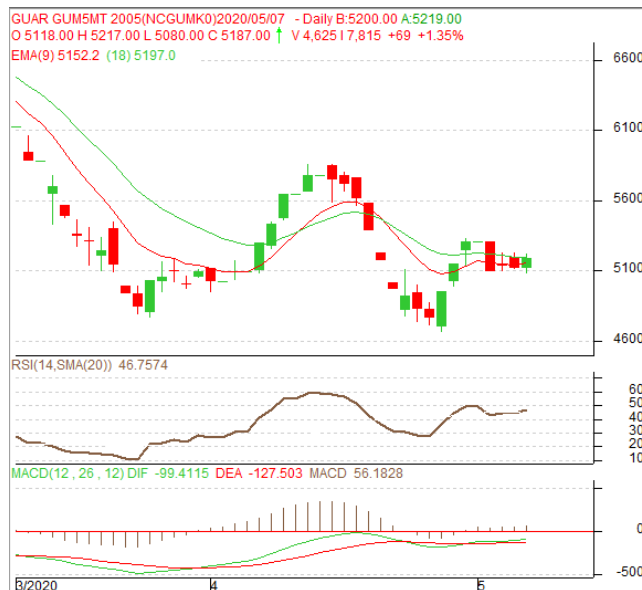 GUAR GUM5MT 2005(NCGUMK0)2020/05/07 - Daily B:5200.00 A:5219.00
O 5118.00 H 5217.00 L 5080.00 C 5187.00 ↑ V 4,625 I 7,815 +69 +1.35%
EMA(9) 5152.2 (18) 5197.0
6600
6100
5600
5100
4600
RSI(14,SMA(20)) 46.7574
60
50
40
30
20
10
MACD(12 , 26 , 12) DIF -99.4115 DEA -127.503 MACD 56.1828
0
-500
3/2020 4 5